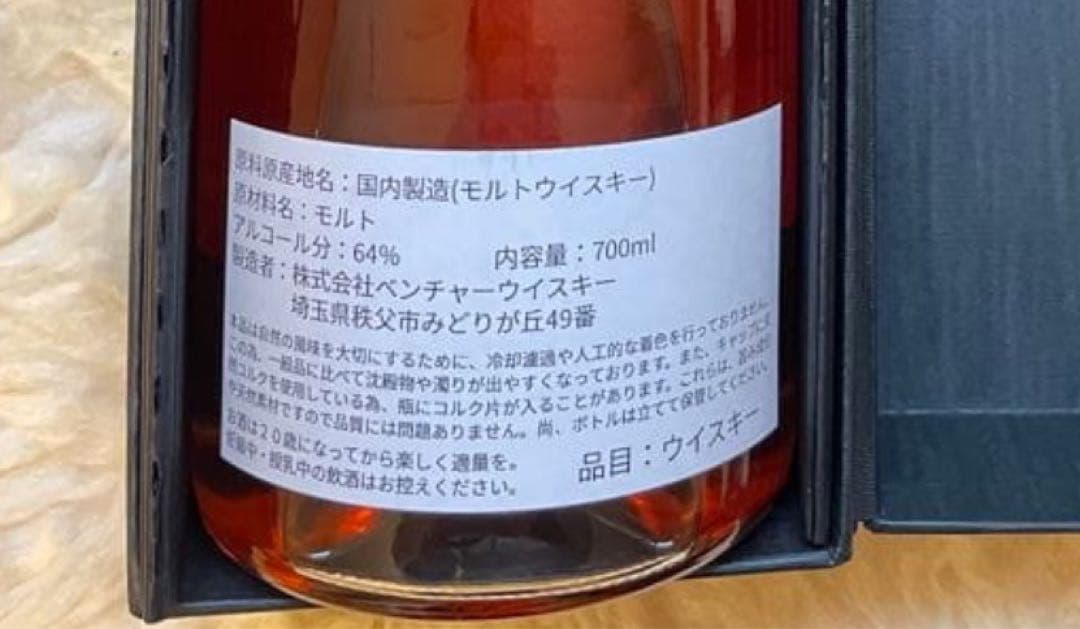 原料原産地名：国内製造(モルトウイスキー)
原材料名：モルト
アルコール分：64% 内容量：700ml
製造者：株式会社ベンチャーウイスキー
埼玉県秩父市みどりが丘49番
本品は自然の風味を大切にするために、冷却濾過や人工的な着色を行っておりません。
この為、一般品に比べて沈殿物や濁りが出やすくなっております。また、キャップに天
然コルクを使用している為、瓶にコルク片が入ることがあります。これらは、旨み成分
や天然素材ですので品質には問題ありません。尚、ボトルは立てて保管してください。
お酒は20歳になってから楽しく適量を。
妊娠中・授乳中の飲酒はお控えください。
品目：ウイスキー